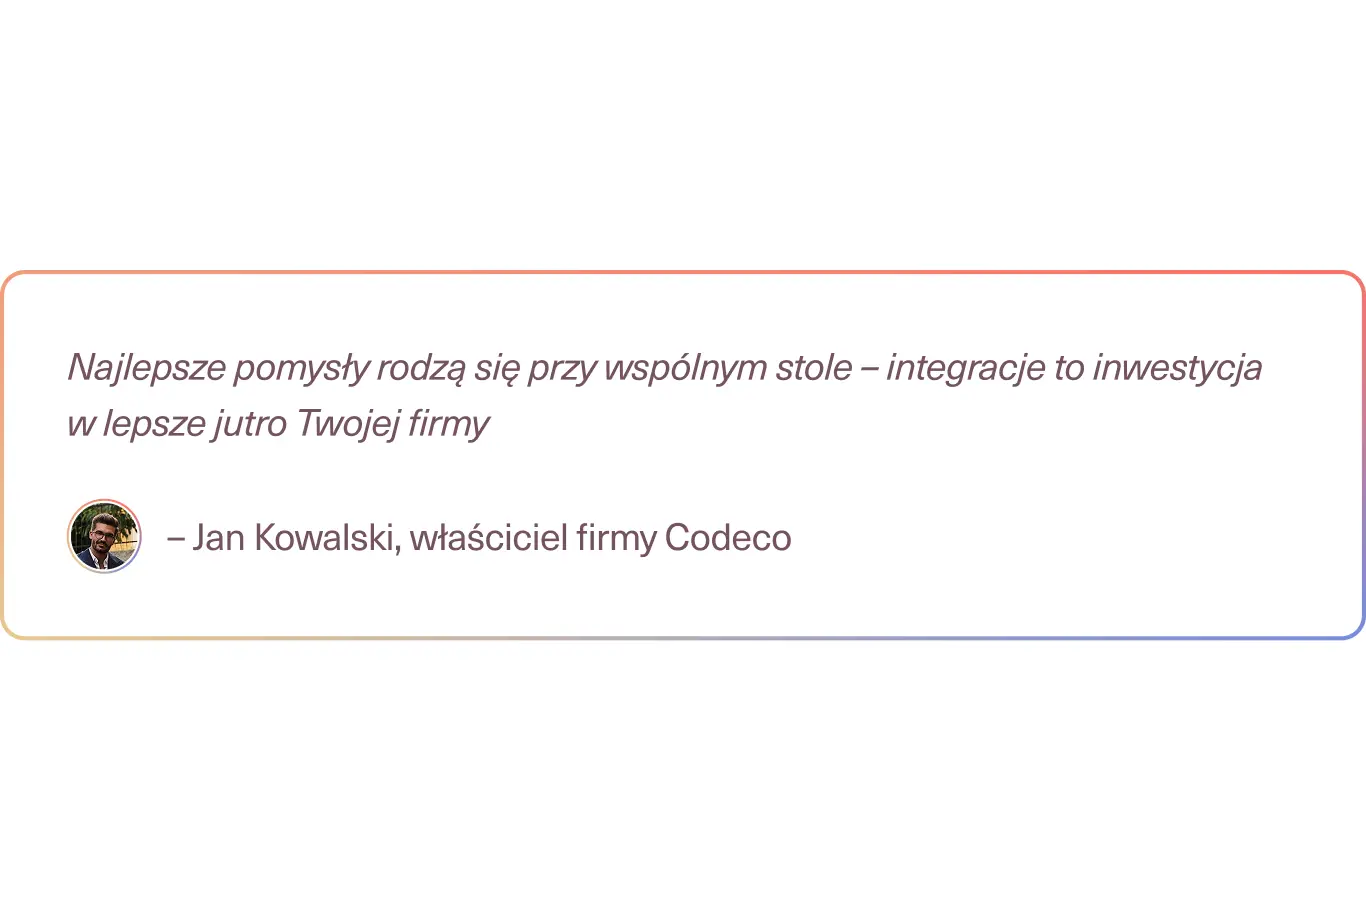 Najlepsze pomysły rodzą się przy wspólnym stole – integracje to inwestycja
w lepsze jutro Twojej firmy
– Jan Kowalski, właściciel firmy Codeco